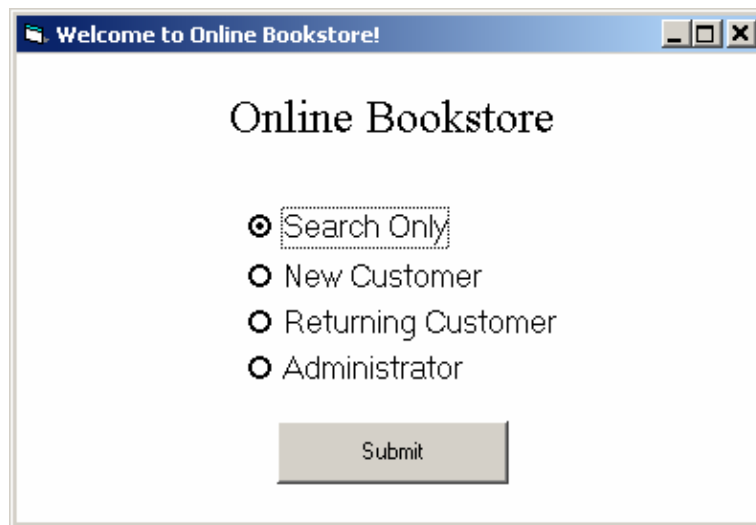 Welcome to Online Bookstore!
Online Bookstore
Search Only
New Customer
Returning Customer
Administrator
Submit